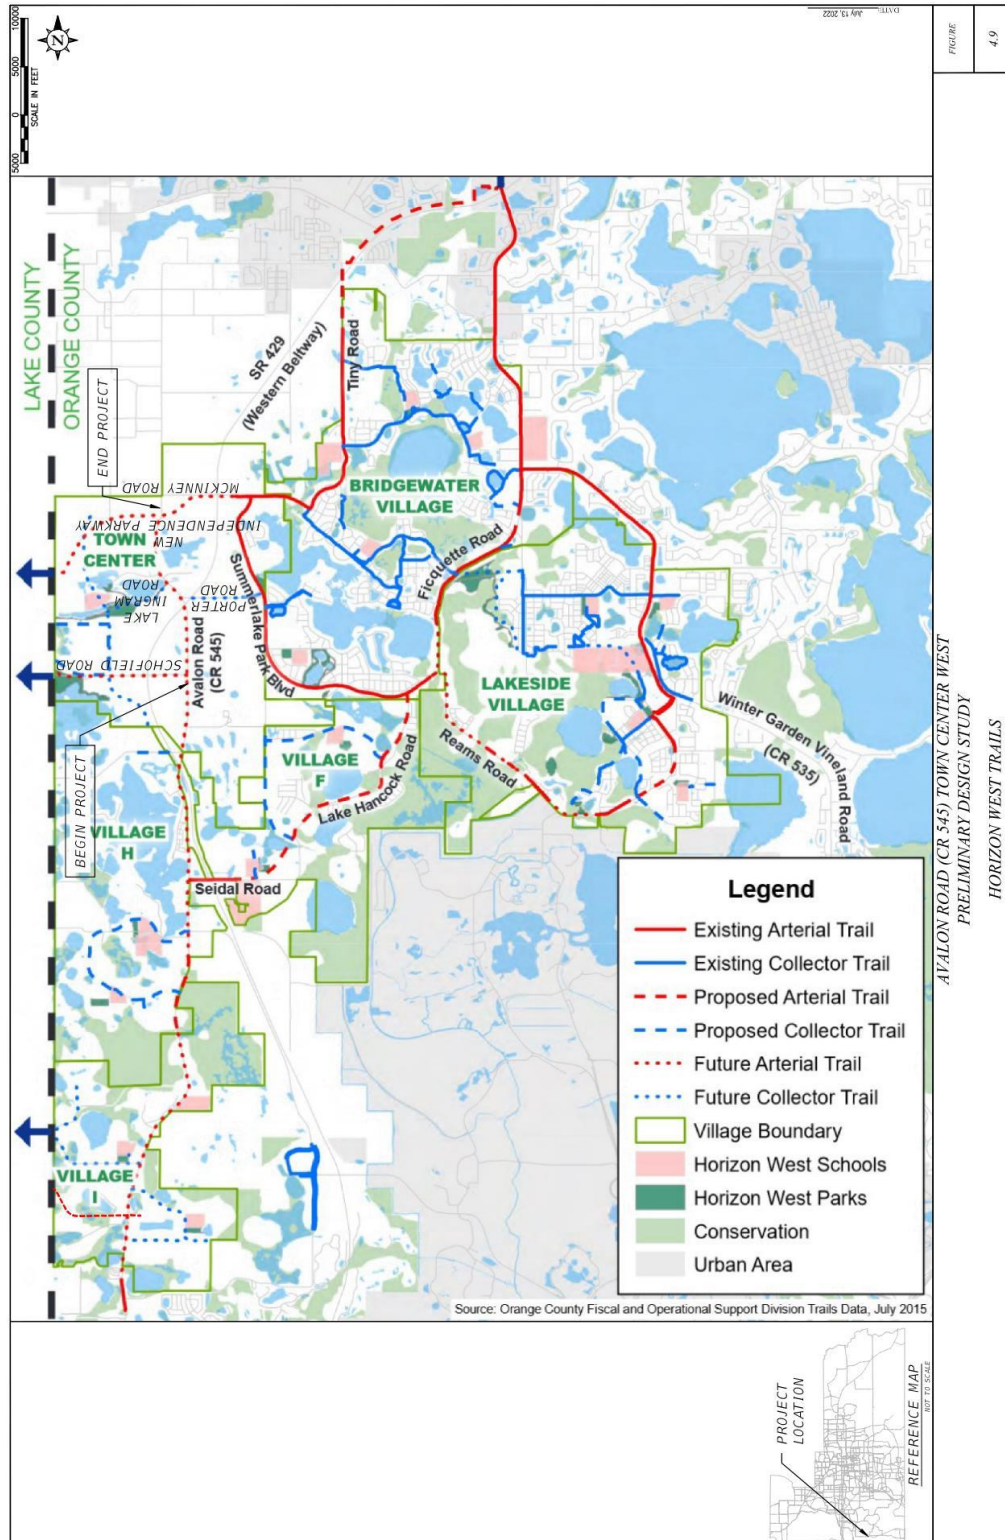 10000
5000
0
5000
SCALE IN FEET
N
DATE:
July 13, 2022
FIGURE
4.9
LAKE COUNTY
ORANGE COUNTY
END PROJECT
SR 429
(Western Beltway)
Tiny Road
MCKINNEY ROAD
NEW
INDEPENDENCE PARKWAY
TOWN
CENTER
LAKE
INGRAM
ROAD
PORTER
ROAD
SCHOFIELD ROAD
Avalon Road
(CR 545)
Summerlake Park Blvd
BRIDGEWATER
VILLAGE
Ficquette Road
LAKESIDE
VILLAGE
Reams Road
Winter Garden Vineland Road
(CR 535)
BEGIN PROJECT
VILLAGE
F
Lake Hancock Road
VILLAGE
H
Seidal Road
VILLAGE
I
Legend
Existing Arterial Trail
Existing Collector Trail
Proposed Arterial Trail
Proposed Collector Trail
Future Arterial Trail
Future Collector Trail
Village Boundary
Horizon West Schools
Horizon West Parks
Conservation
Urban Area
Source: Orange County Fiscal and Operational Support Division Trails Data, July 2015
AVALON ROAD (CR 545) TOWN CENTER WEST
PRELIMINARY DESIGN STUDY
HORIZON WEST TRAILS
PROJECT
LOCATION
REFERENCE MAP
NOT TO SCALE